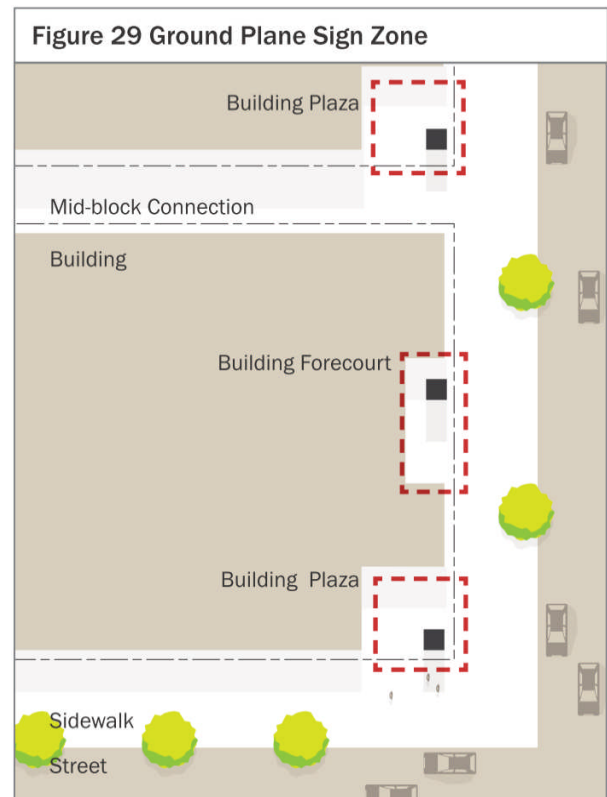 Figure 29 Ground Plane Sign Zone
Building Plaza
Mid-block Connection
Building
Building Forecourt
Building Plaza
Sidewalk
Street